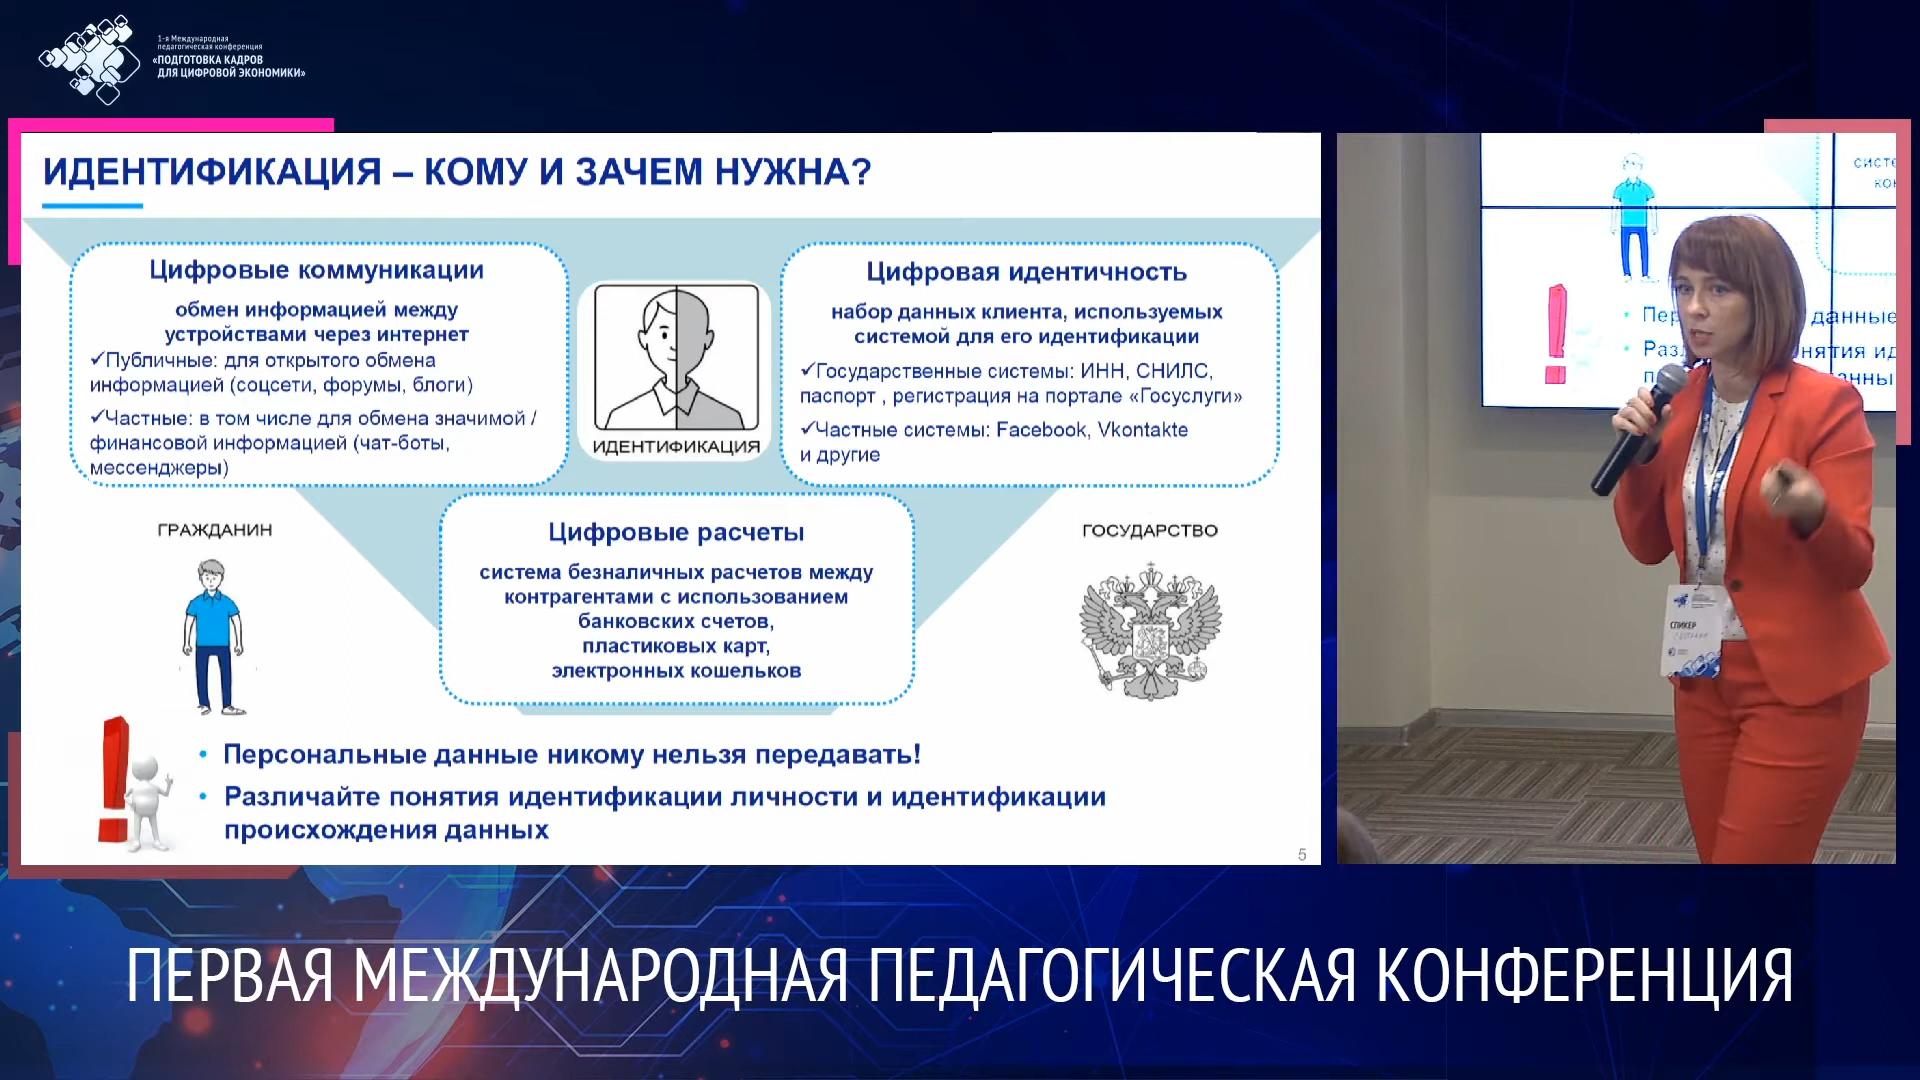 1-я Международная
педагогическая конференция
«ПОДГОТОВКА КАДРОВ
ДЛЯ ЦИФРОВОЙ ЭКОНОМИКИ»
ИДЕНТИФИКАЦИЯ – КОМУ И ЗАЧЕМ НУЖНА?
Цифровые коммуникации
обмен информацией между
устройствами через интернет
✓Публичные: для открытого обмена
информацией (соцсети, форумы, блоги)
✓Частные: в том числе для обмена значимой /
финансовой информацией (чат-боты,
мессенджеры)
ИДЕНТИФИКАЦИЯ
Цифровая идентичность
набор данных клиента, используемых
системой для его идентификации
✓Государственные системы: ИНН, СНИЛС,
паспорт , регистрация на портале «Госуслуги»
✓Частные системы: Facebook, Vkontakte
и другие
ГРАЖДАНИН
Цифровые расчеты
система безналичных расчетов между
контрагентами с использованием
банковских счетов,
пластиковых карт,
электронных кошельков
ГОСУДАРСТВО
• Персональные данные никому нельзя передавать!
• Различайте понятия идентификации личности и идентификации
происхождения данных
5
данные
СПИКЕР
ПЕРВАЯ МЕЖДУНАРОДНАЯ ПЕДАГОГИЧЕСКАЯ КОНФЕРЕНЦИЯ